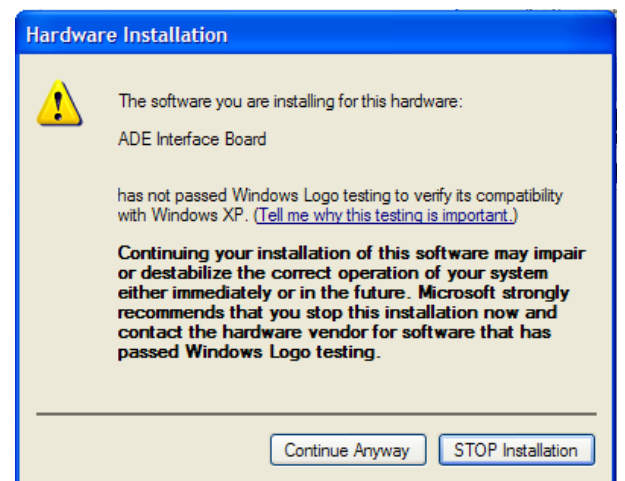 Hardware Installation
The software you are installing for this hardware:
ADE Interface Board
has not passed Windows Logo testing to verify its compatibility
with Windows XP. (Tell me why this testing is important.)
Continuing your installation of this software may impair
or destabilize the correct operation of your system
either immediately or in the future. Microsoft strongly
recommends that you stop this installation now and
contact the hardware vendor for software that has
passed Windows Logo testing.
Continue Anyway STOP Installation